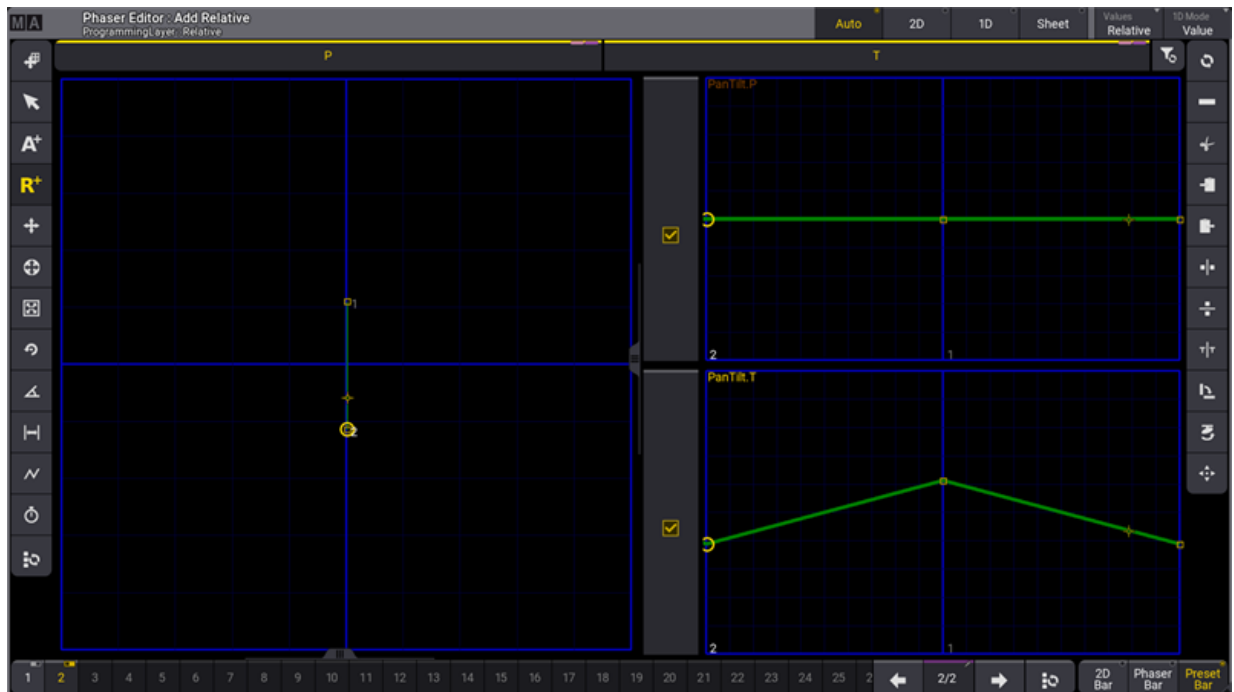 MA
Phaser Editor : Add Relative
ProgrammingLayer: Relative
Auto
2D
1D
Sheet
Values
Relative
1D Mode
Value
P
T
A+
R+
PanTilt.P
2
1
PanTilt.T
2
1
1
2
1 2 3 4 5 6 7 8 9 10 11 12 13 14 15 16 17 18 19 20 21 22 23 24 25 2
2/2
2D
Bar
Phaser
Bar
Preset
Bar